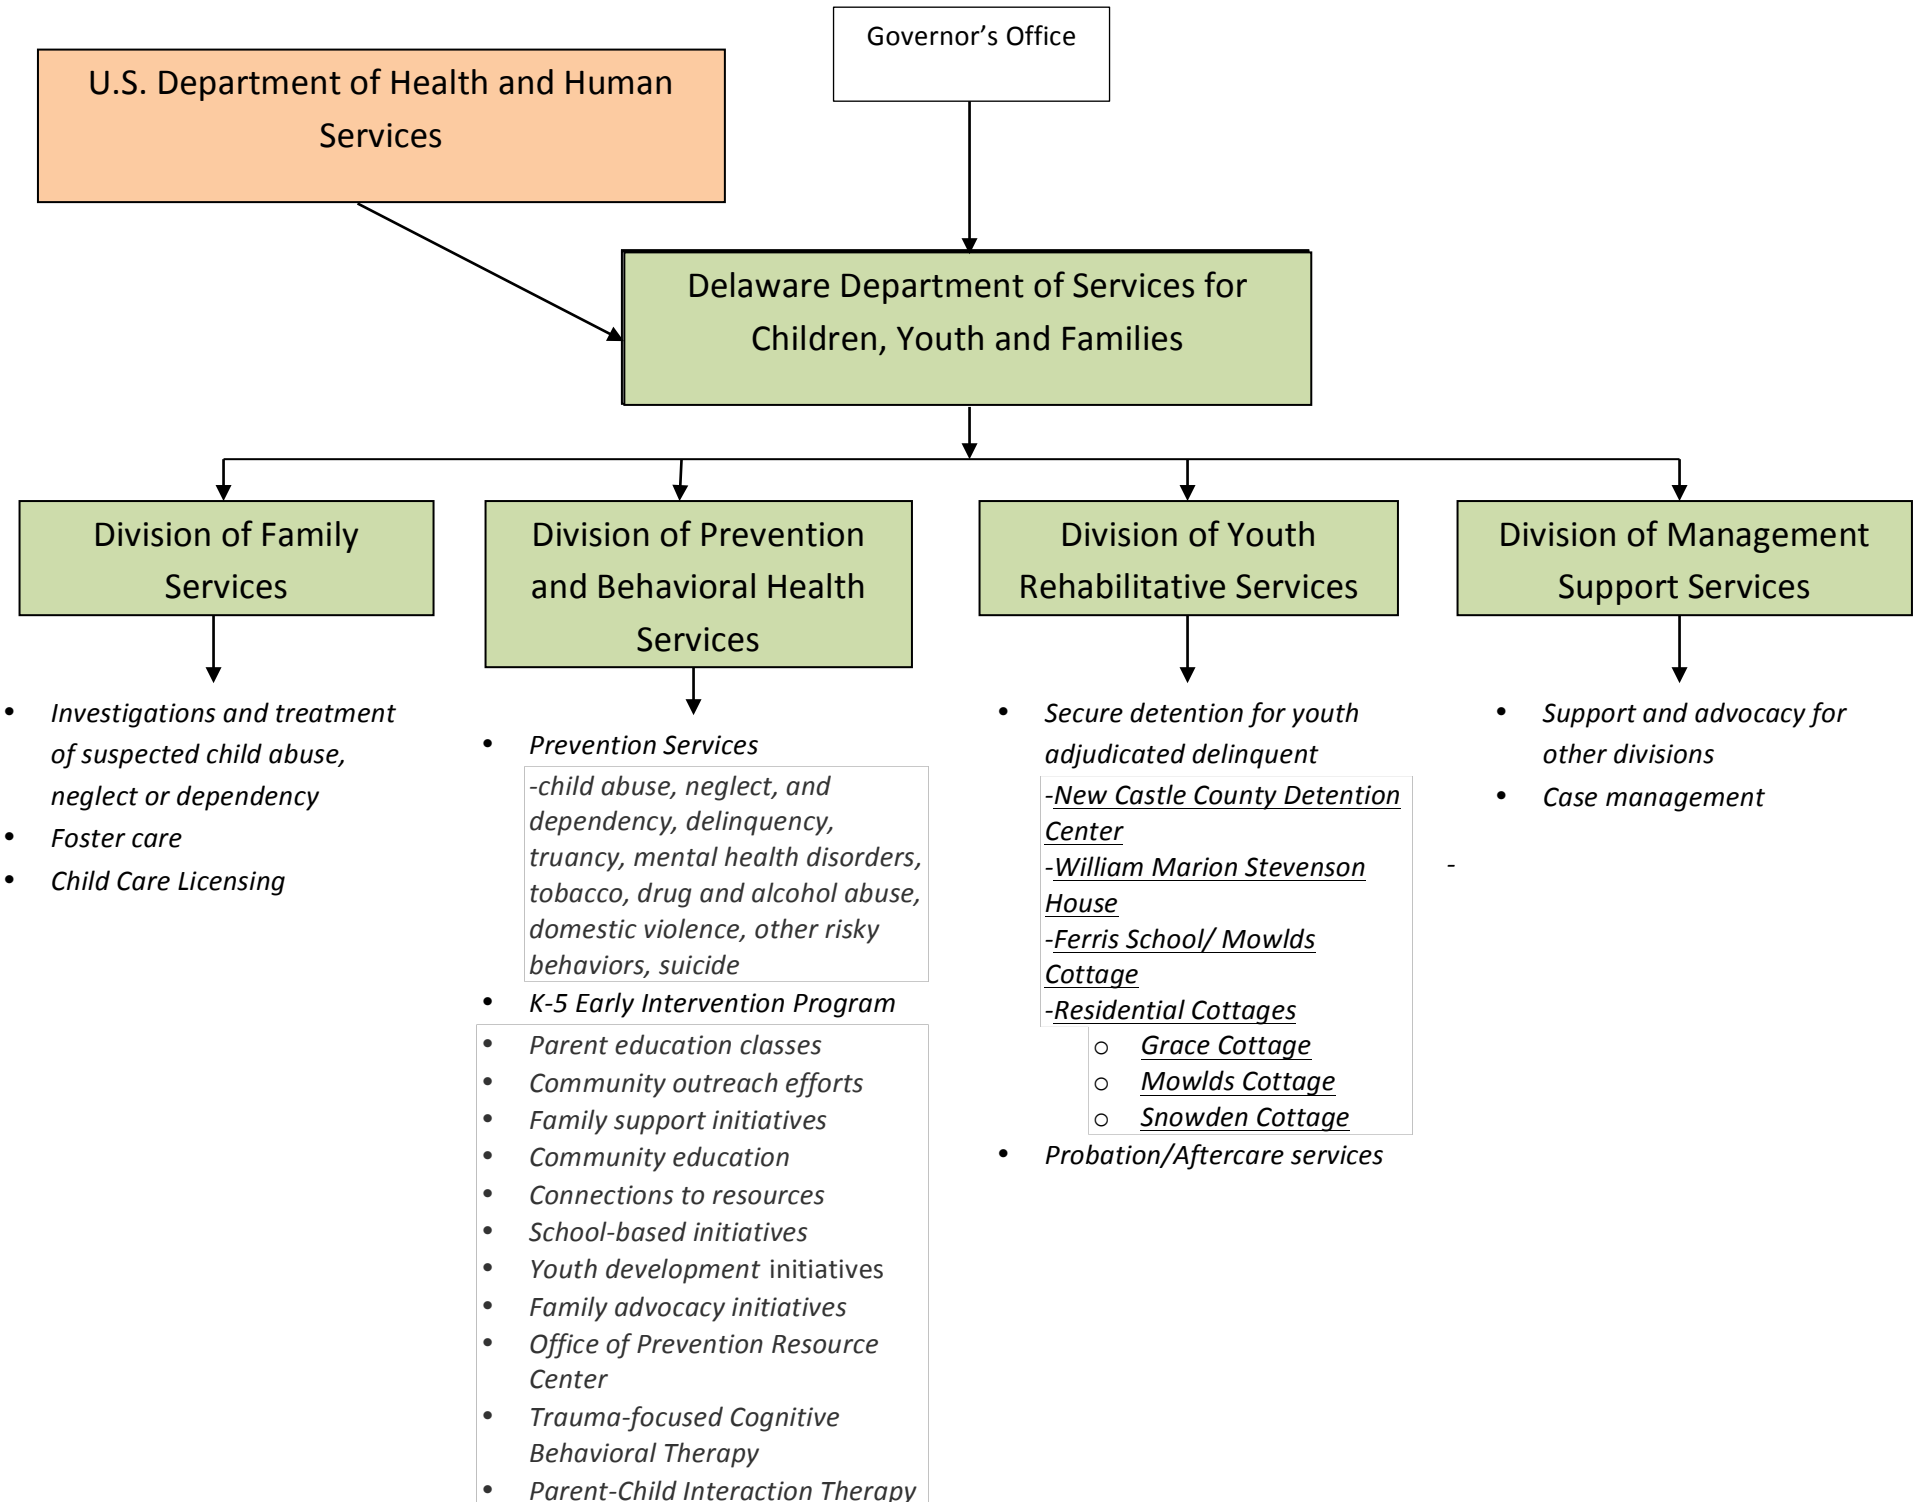 Governor’s Office
U.S. Department of Health and Human
Services
Delaware Department of Services for
Children, Youth and Families
Division of Family
Services
• Investigations and treatment
of suspected child abuse,
neglect or dependency
• Foster care
• Child Care Licensing
Division of Prevention
and Behavioral Health
Services
• Prevention Services
-child abuse, neglect, and
dependency, delinquency,
truancy, mental health disorders,
tobacco, drug and alcohol abuse,
domestic violence, other risky
behaviors, suicide
• K-5 Early Intervention Program
• Parent education classes
• Community outreach efforts
• Family support initiatives
• Community education
• Connections to resources
• School-based initiatives
• Youth development initiatives
• Family advocacy initiatives
• Office of Prevention Resource
Center
• Trauma-focused Cognitive
Behavioral Therapy
• Parent-Child Interaction Therapy
Division of Youth
Rehabilitative Services
• Secure detention for youth
adjudicated delinquent
-New Castle County Detention
Center
-William Marion Stevenson
House
-Ferris School/ Mowlds
Cottage
-Residential Cottages
o Grace Cottage
o Mowlds Cottage
o Snowden Cottage
• Probation/Aftercare services
Division of Management
Support Services
• Support and advocacy for
other divisions
• Case management
-